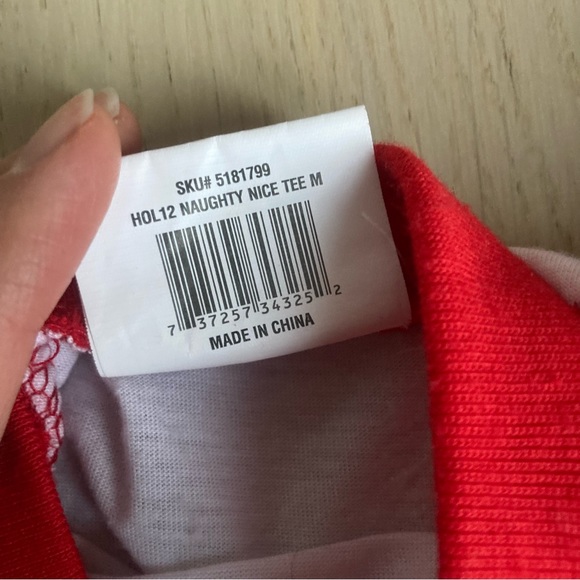 SKU# 5181799
HOL12 NAUGHTY NICE TEE M
7 37257 34325 2
MADE IN CHINA